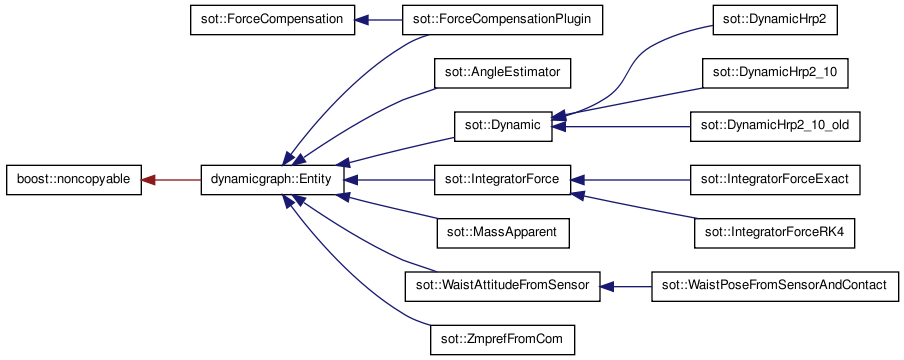 sot::ForceCompensation
sot::ForceCompensationPlugin
sot::DynamicHrp2
sot::AngleEstimator
sot::DynamicHrp2_10
sot::Dynamic
sot::DynamicHrp2_10_old
boost::noncopyable
dynamicgraph::Entity
sot::IntegratorForce
sot::IntegratorForceExact
sot::MassApparent
sot::IntegratorForceRK4
sot::WaistAttitudeFromSensor
sot::WaistPoseFromSensorAndContact
sot::ZmprefFromCom